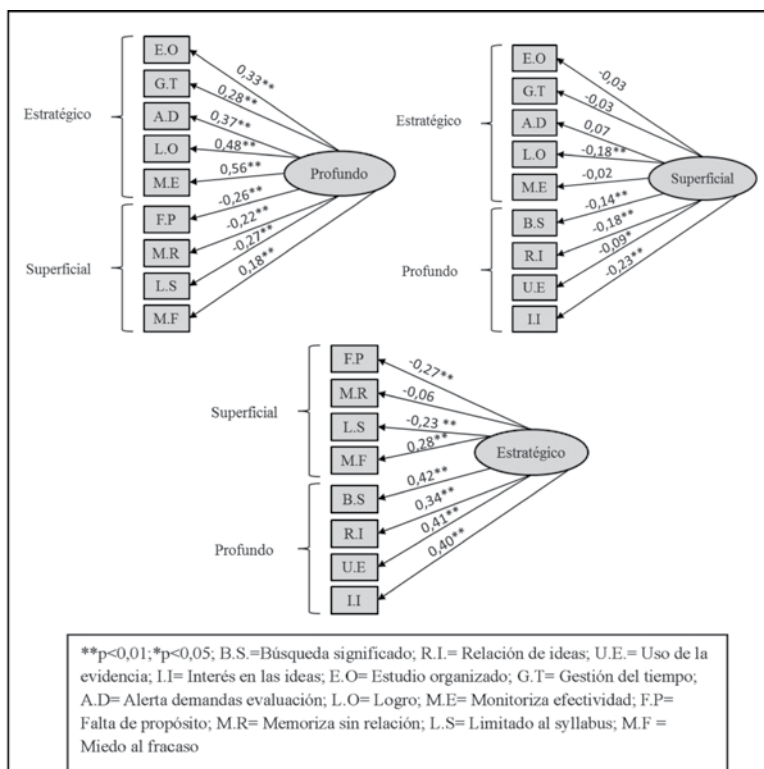 E.O
0,33**
G.T
0,28**
Estratégico
A.D
0,37**
L.O
0,48**
M.E
0,56**
Profundo
F.P
-0,26**
M.R
-0,22**
Superficial
L.S
-0,27**
M.F
0,18**
E.O
-0,03
G.T
-0,03
Estratégico
A.D
0,07
L.O
-0,18**
M.E
-0,02
Superficial
B.S
-0,14**
R.I
-0,18**
Profundo
U.E
-0,09*
I.I
-0,23**
F.P
-0,27**
M.R
-0,06
Superficial
L.S
-0,23 **
M.F
0,28**
Estratégico
B.S
0,42**
R.I
0,34**
Profundo
U.E
0,41**
I.I
0,40**
**p<0,01;*p<0,05; B.S.=Búsqueda significado; R.I.= Relación de ideas; U.E.= Uso de la
evidencia; I.I= Interés en las ideas; E.O= Estudio organizado; G.T= Gestión del tiempo;
A.D= Alerta demandas evaluación; L.O= Logro; M.E= Monitoriza efectividad; F.P=
Falta de propósito; M.R= Memoriza sin relación; L.S= Limitado al syllabus; M.F =
Miedo al fracaso